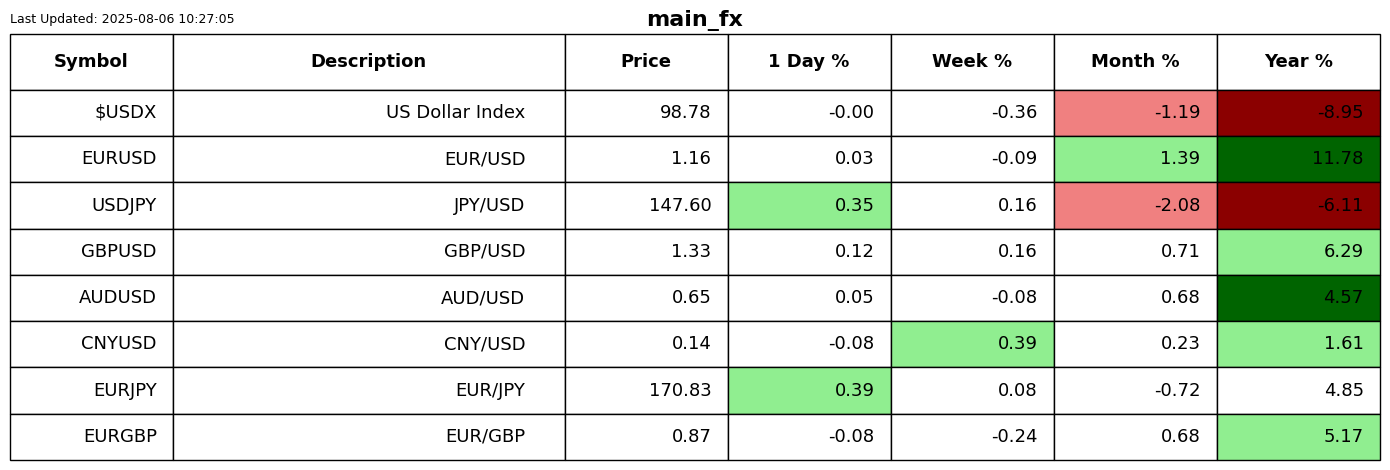 Last Updated: 2025-08-06 10:27:05
main_fx
Symbol Description Price 1 Day % Week % Month % Year %
$USDX US Dollar Index 98.78 -0.00 -0.36 -1.19 -8.95
EURUSD EUR/USD 1.16 0.03 -0.09 1.39 11.78
USDJPY JPY/USD 147.60 0.35 0.16 -2.08 -6.11
GBPUSD GBP/USD 1.33 0.12 0.16 0.71 6.29
AUDUSD AUD/USD 0.65 0.05 -0.08 0.68 4.57
CNYUSD CNY/USD 0.14 -0.08 0.39 0.23 1.61
EURJPY EUR/JPY 170.83 0.39 0.08 -0.72 4.85
EURGBP EUR/GBP 0.87 -0.08 -0.24 0.68 5.17